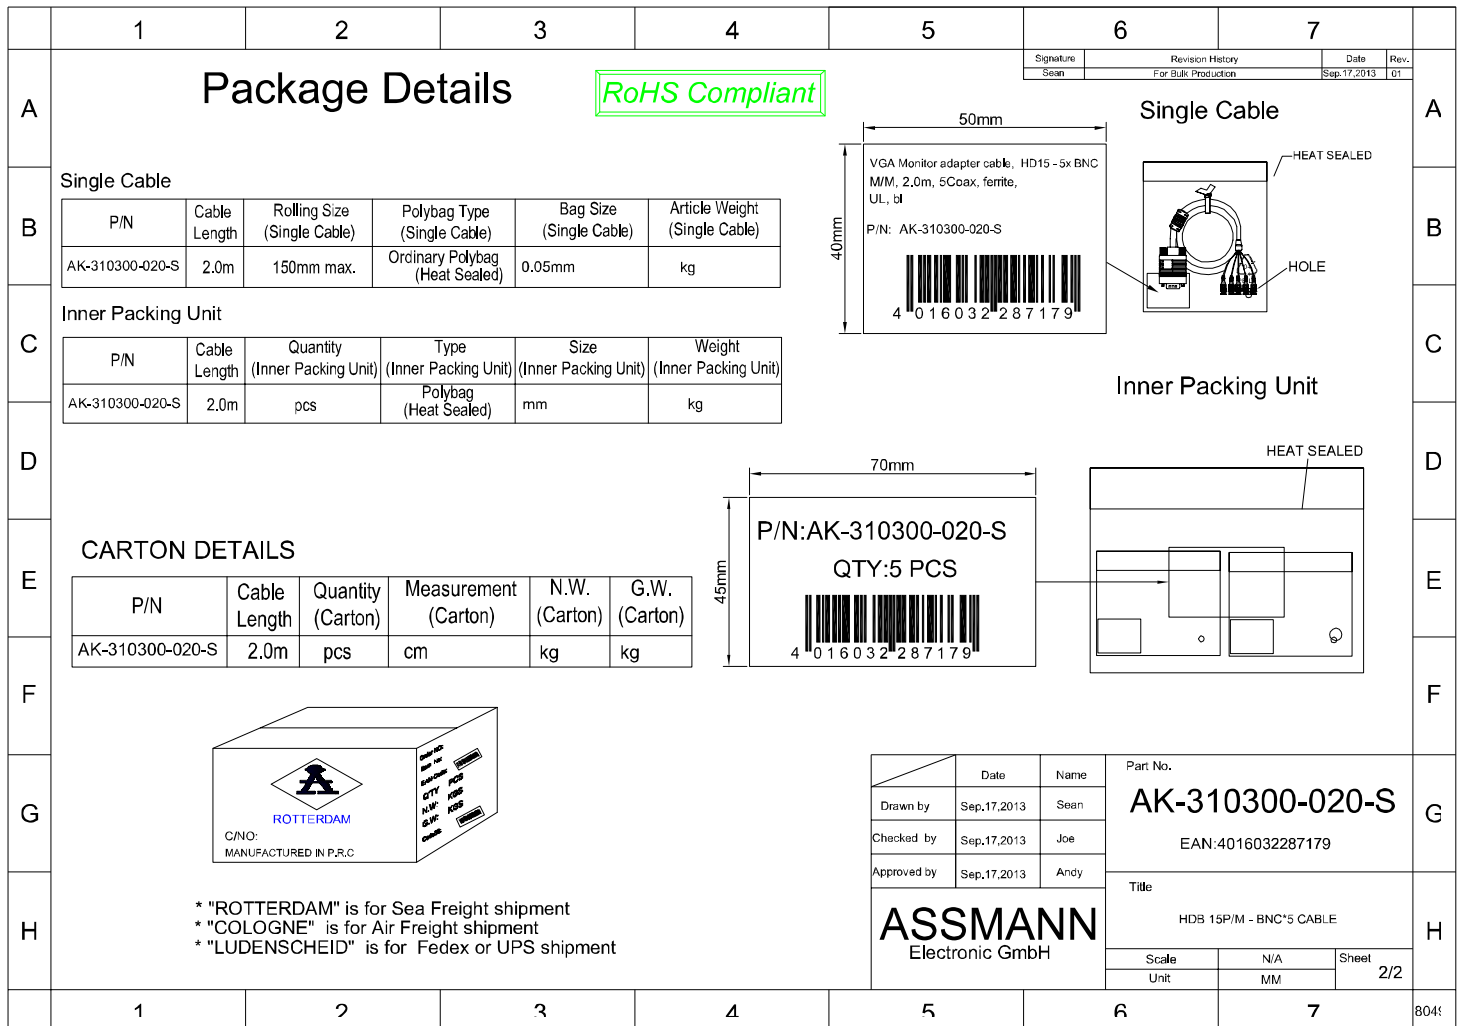 1 2 3 4 5 6 7
Signature Revision History Date Rev.
Sean For Bulk Production Sep.17,2013 01
Package Details
RoHS Compliant
A A
B B
C C
D D
E E
F F
G G
H H
Single Cable
P/N Cable Length Rolling Size (Single Cable) Polybag Type (Single Cable) Bag Size (Single Cable) Article Weight (Single Cable)
AK-310300-020-S 2.0m 150mm max. Ordinary Polybag (Heat Sealed) 0.05mm kg
Inner Packing Unit
P/N Cable Length Quantity (Inner Packing Unit) Type (Inner Packing Unit) Size (Inner Packing Unit) Weight (Inner Packing Unit)
AK-310300-020-S 2.0m pcs Polybag (Heat Sealed) mm kg
50mm
40mm
VGA Monitor adapter cable, HD15 - 5x BNC
M/M, 2.0m, 5Coax, ferrite,
UL, bl
P/N: AK-310300-020-S
4 016032 287179
Single Cable
HEAT SEALED
HOLE
Inner Packing Unit
HEAT SEALED
70mm
45mm
P/N:AK-310300-020-S
QTY:5 PCS
4 016032 287179
CARTON DETAILS
P/N Cable Length Quantity (Carton) Measurement (Carton) N.W. (Carton) G.W. (Carton)
AK-310300-020-S 2.0m pcs cm kg kg
ROTTERDAM
C/NO:
MANUFACTURED IN P.R.C
QTY PCS
N.W: KGS
G.W: KGS
* "ROTTERDAM" is for Sea Freight shipment
* "COLOGNE" is for Air Freight shipment
* "LUDENSCHEID" is for Fedex or UPS shipment
Date Name
Drawn by Sep.17,2013 Sean
Checked by Sep.17,2013 Joe
Approved by Sep.17,2013 Andy
ASSMANN
Electronic GmbH
Part No.
AK-310300-020-S
EAN:4016032287179
Title
HDB 15P/M - BNC*5 CABLE
Scale N/A
Unit MM
Sheet 2/2
1 2 3 4 5 6 7